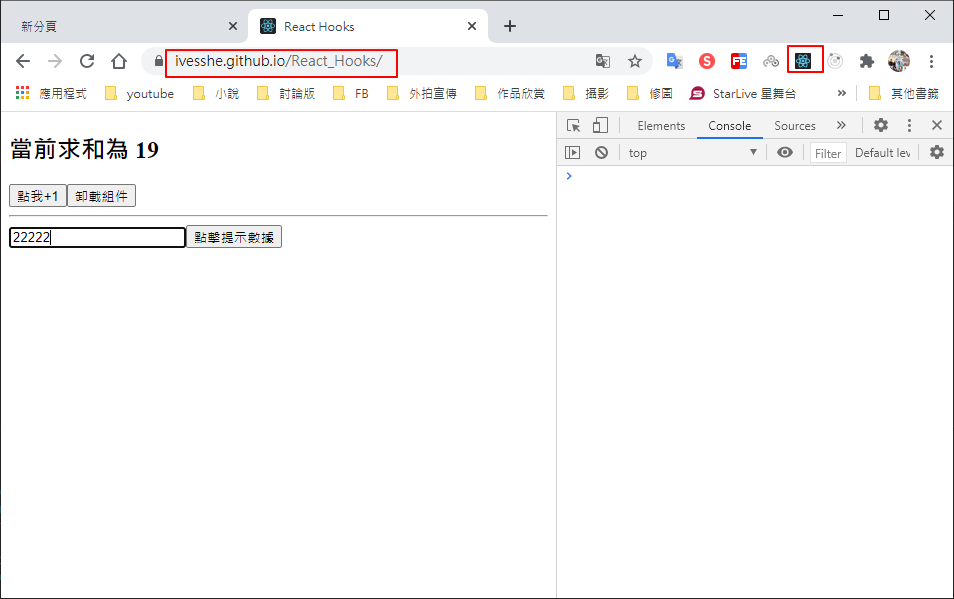 新分頁
React Hooks
ivesshe.github.io/React_Hooks/
S
FE
應用程式 youtube 小說 討論版 FB 外拍宣傳 作品欣賞 攝影 修圖 StarLive 星舞台 » 其他書籤
當前求和為 19
點我+1 卸載組件
22222 點擊提示數據
Elements Console Sources »
top Filter Default lev